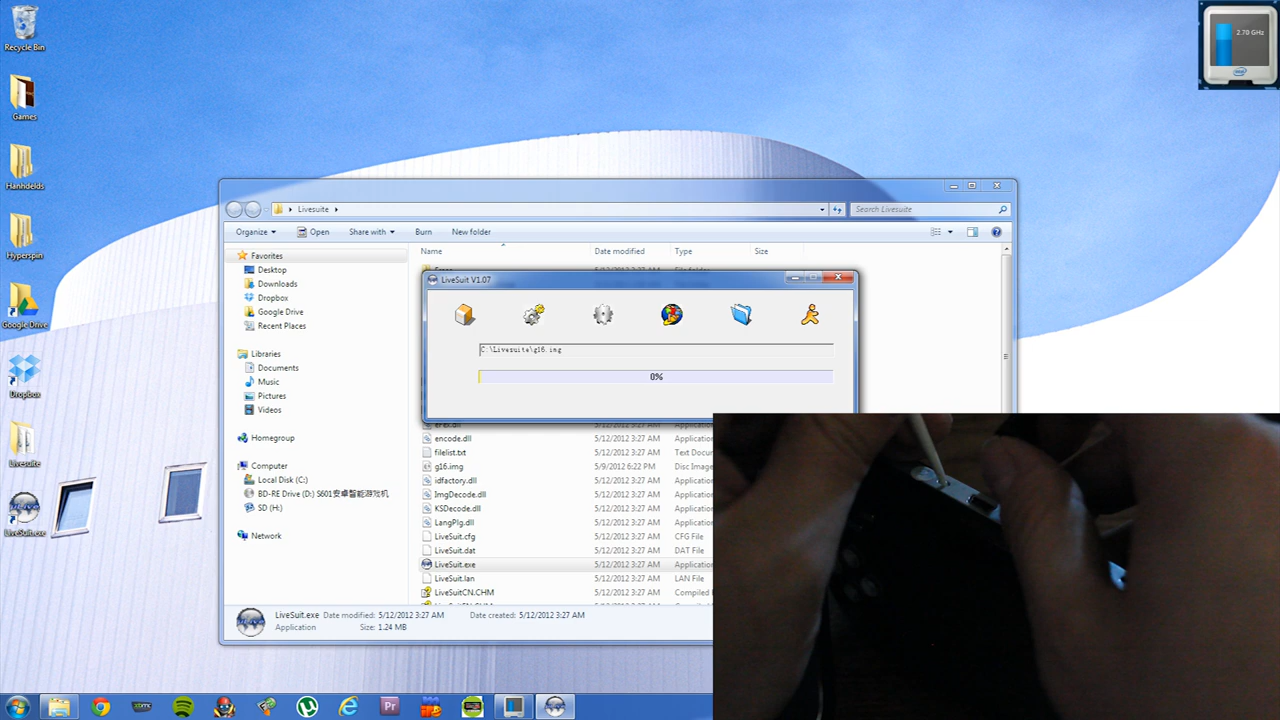 Recycle Bin
Games
Hanhdelds
Hyperspin
Google Drive
Dropbox
Livesuite
LiveSuit.exe
2.70 GHz
Livesuite
Search Livesuite
Organize
Open
Share with
Burn
New folder
Favorites
Desktop
Downloads
Dropbox
Google Drive
Recent Places
Libraries
Documents
Music
Pictures
Videos
Homegroup
Computer
Local Disk (C:)
BD-RE Drive (D:) S601安卓智能游戏机
SD (H:)
Network
Name Date modified Type Size
LiveSuit V1.07
C:\Livesuite\g16.img
0%
encode.dll 5/12/2012 3:27 AM Application
filelist.txt 5/12/2012 3:27 AM Text Document
g16.img 5/9/2012 6:22 PM Disc Image
idfactory.dll 5/12/2012 3:27 AM Application
ImgDecode.dll 5/12/2012 3:27 AM Application
KSDecode.dll 5/12/2012 3:27 AM Application
LangPlg.dll 5/12/2012 3:27 AM Application
LiveSuit.cfg 5/12/2012 3:27 AM CFG File
LiveSuit.dat 5/12/2012 3:27 AM DAT File
LiveSuit.exe 5/12/2012 3:27 AM Application
LiveSuit.lan 5/12/2012 3:27 AM LAN File
LiveSuitCN.CHM 5/12/2012 3:27 AM Compiled
LiveSuit.exe Date modified: 5/12/2012 3:27 AM Date created: 5/12/2012 3:27 AM
Application Size: 1.24 MB
XBMC
Pr